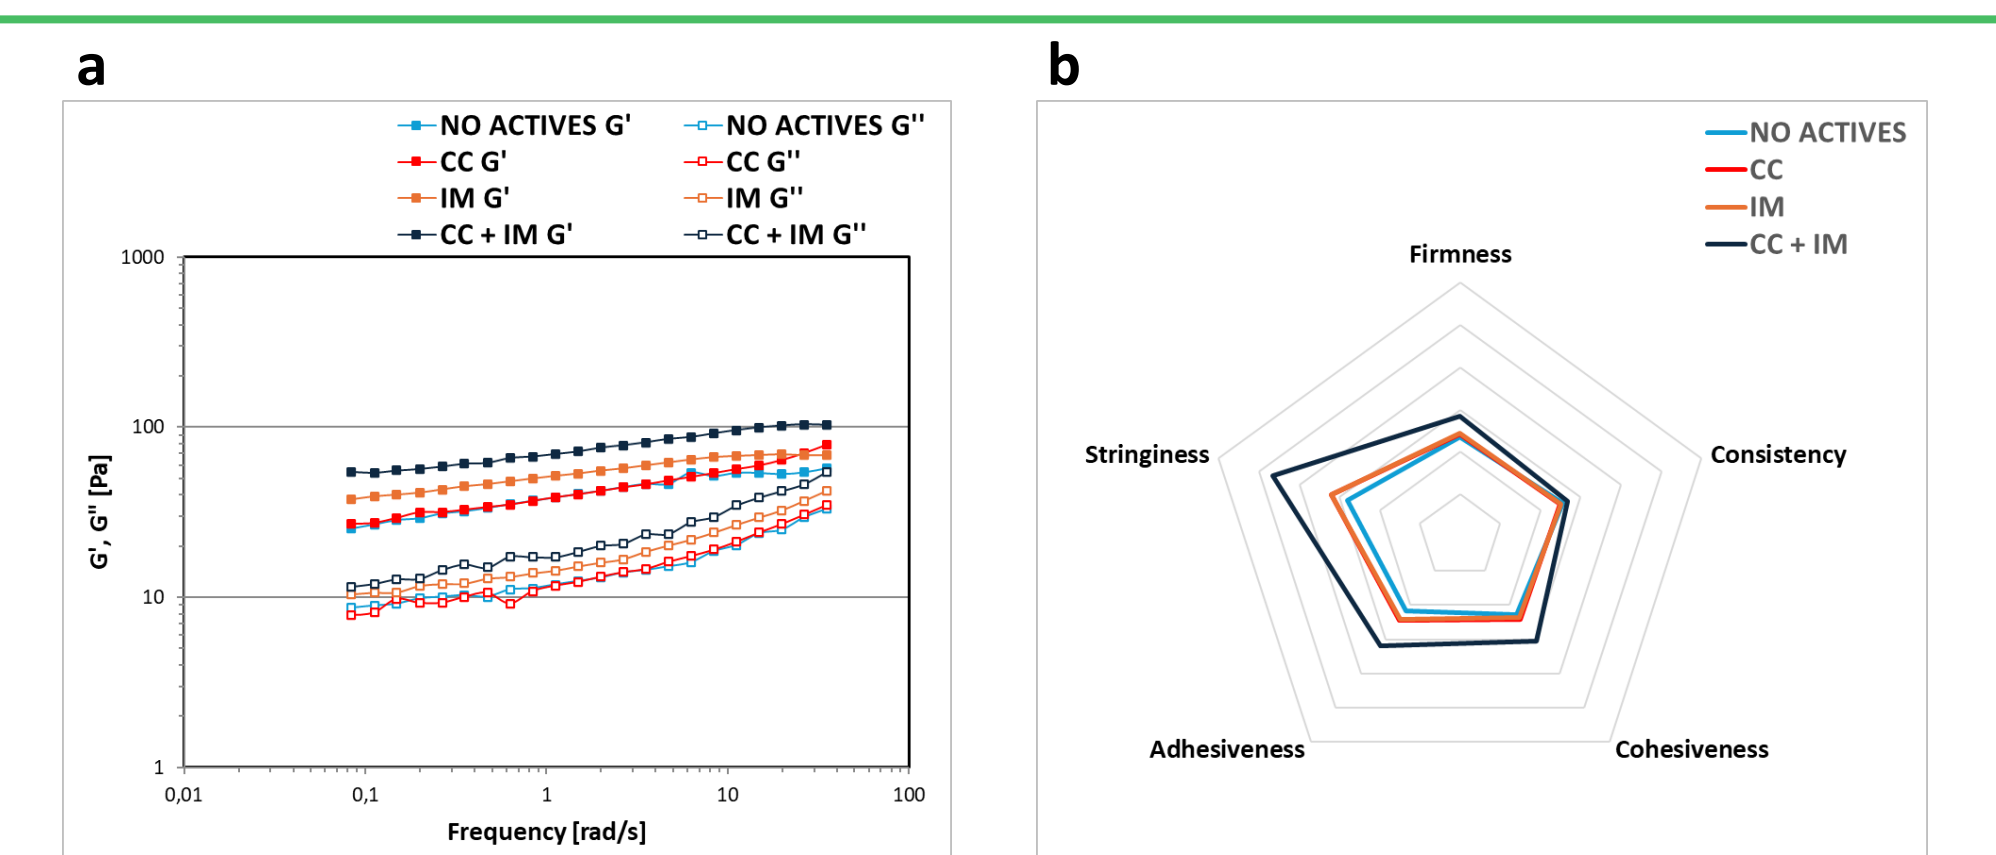 a
NO ACTIVES G' NO ACTIVES G''
CC G' CC G''
IM G' IM G''
CC + IM G' CC + IM G''
1000
100
10
1
G', G'' [Pa]
0,01 0,1 1 10 100
Frequency [rad/s]
b
NO ACTIVES
CC
IM
CC + IM
Firmness
Stringiness
Consistency
Adhesiveness
Cohesiveness